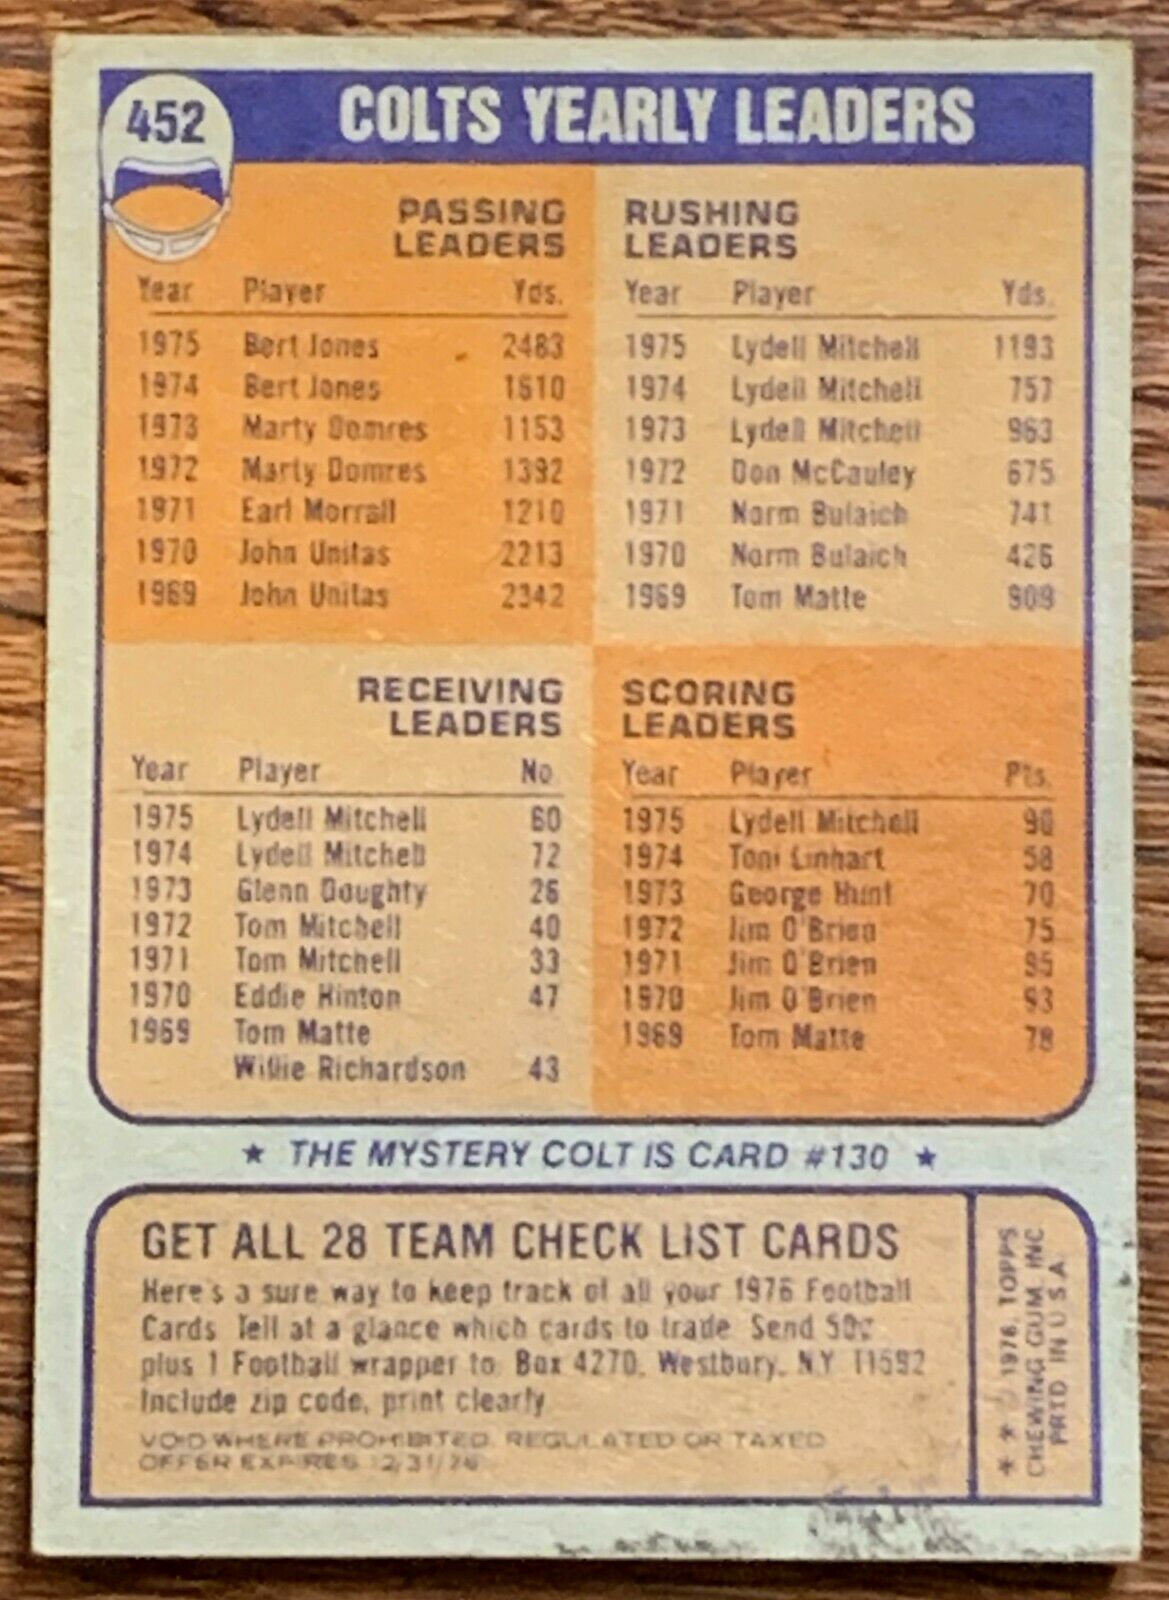 452
COLTS YEARLY LEADERS
PASSING
LEADERS
Year Player Yds.
1975 Bert Jones 2483
1974 Bert Jones 1610
1973 Marty Domres 1153
1972 Marty Domres 1392
1971 Earl Morrall 1210
1970 John Unitas 2213
1969 John Unitas 2342
RUSHING
LEADERS
Year Player Yds.
1975 Lydell Mitchell 1193
1974 Lydell Mitchell 757
1973 Lydell Mitchell 963
1972 Don McCauley 675
1971 Norm Bulaich 741
1970 Norm Bulaich 426
1969 Tom Matte 909
RECEIVING
LEADERS
Year Player No.
1975 Lydell Mitchell 60
1974 Lydell Mitchell 72
1973 Glenn Doughty 26
1972 Tom Mitchell 40
1971 Tom Mitchell 33
1970 Eddie Hinton 47
1969 Tom Matte
Willie Richardson 43
SCORING
LEADERS
Year Player Pts.
1975 Lydell Mitchell 90
1974 Toni Linhart 58
1973 George Hunt 70
1972 Jim O'Brien 75
1971 Jim O'Brien 95
1970 Jim O'Brien 93
1969 Tom Matte 78
★ THE MYSTERY COLT IS CARD #130 ★
GET ALL 28 TEAM CHECK LIST CARDS
Here's a sure way to keep track of all your 1976 Football
Cards. Tell at a glance which cards to trade. Send 50¢
plus 1 Football wrapper to: Box 4270, Westbury, N.Y. 11592
Include zip code, print clearly.
VOID WHERE PROHIBITED, REGULATED OR TAXED
OFFER EXPIRES 12/31/76
★ ★ © 1976, TOPPS
CHEWING GUM, INC.
PRTD IN U.S.A.